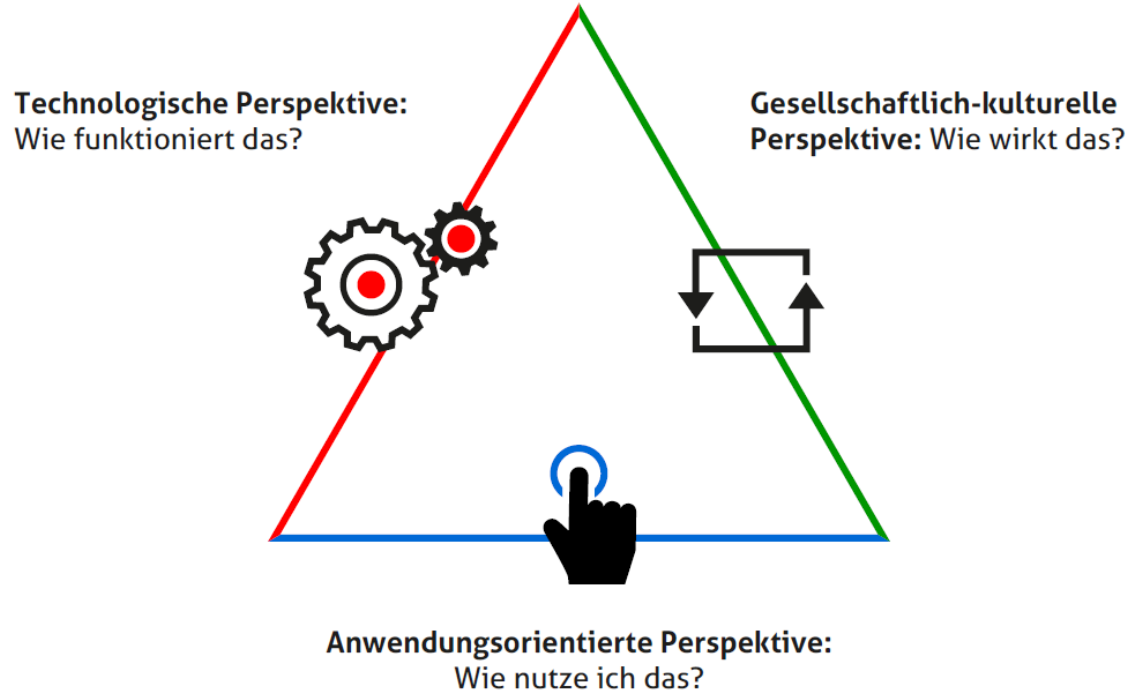 Technologische Perspektive:
Wie funktioniert das?
Gesellschaftlich-kulturelle
Perspektive: Wie wirkt das?
Anwendungsorientierte Perspektive:
Wie nutze ich das?